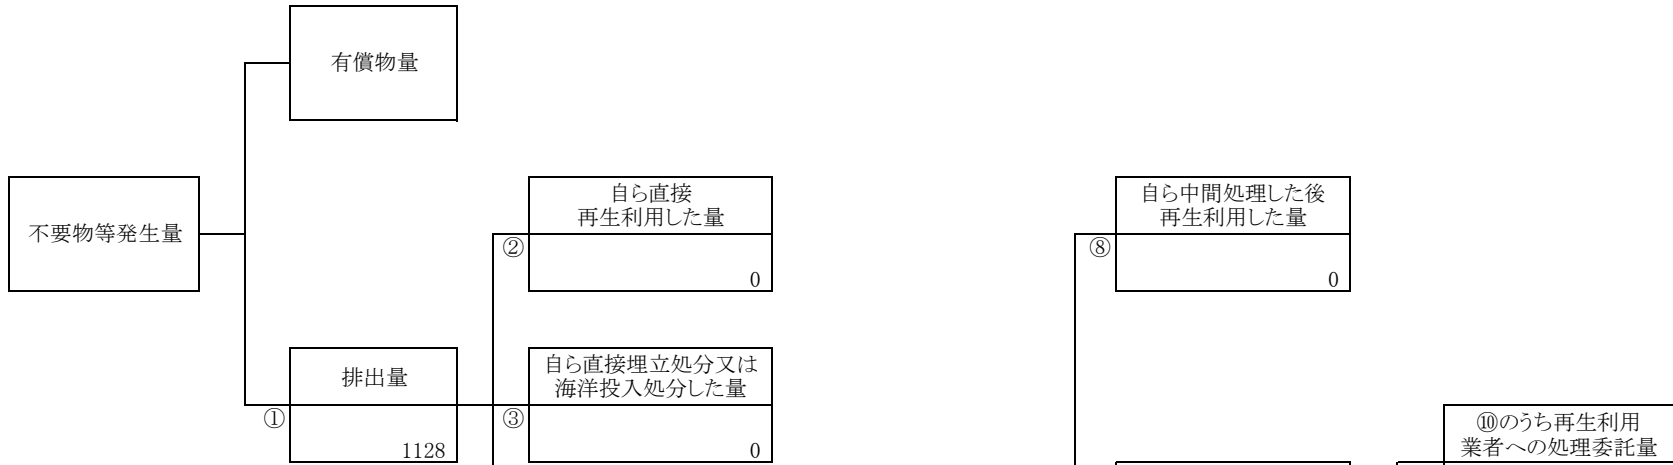 有償物量
不要物等発生量
自ら直接
再生利用した量
②
0
自ら中間処理した後
再生利用した量
⑧
0
排出量
①
1128
自ら直接埋立処分又は
海洋投入処分した量
③
0
⑩のうち再生利用
業者への処理委託量